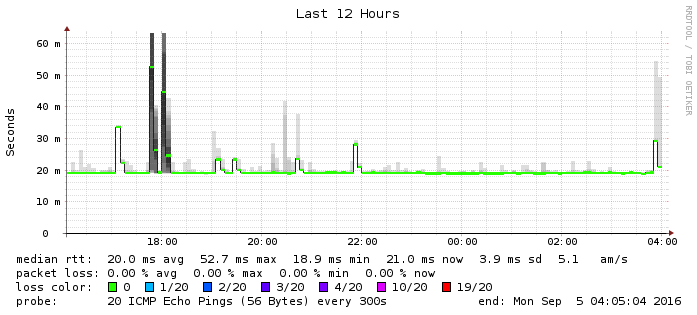 Last 12 Hours
RRDTOOL / TOBI OETIKER
Seconds
60 m
50 m
40 m
30 m
20 m
10 m
0
18:00 20:00 22:00 00:00 02:00 04:00
median rtt: 20.0 ms avg 52.7 ms max 18.9 ms min 21.0 ms now 3.9 ms sd 5.1 am/s
packet loss: 0.00 % avg 0.00 % max 0.00 % min 0.00 % now
loss color: 0 1/20 2/20 3/20 4/20 10/20 19/20
probe: 20 ICMP Echo Pings (56 Bytes) every 300s end: Mon Sep 5 04:05:04 2016